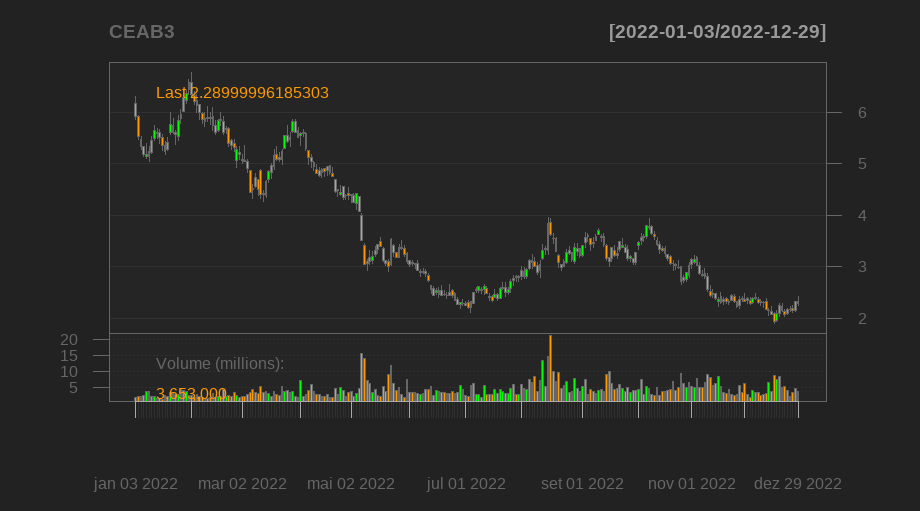 CEAB3 [2022-01-03/2022-12-29]
Last 2.28999996185303
6
5
4
3
2
20
15
10
5
Volume (millions):
3,653,000
jan 03 2022 mar 02 2022 mai 02 2022 jul 01 2022 set 01 2022 nov 01 2022 dez 29 2022